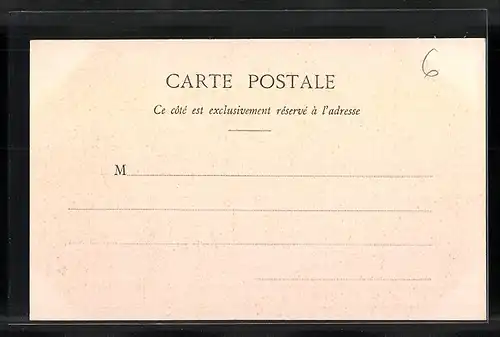 6
CARTE POSTALE
Ce côté est exclusivement réservé à l'adresse
M